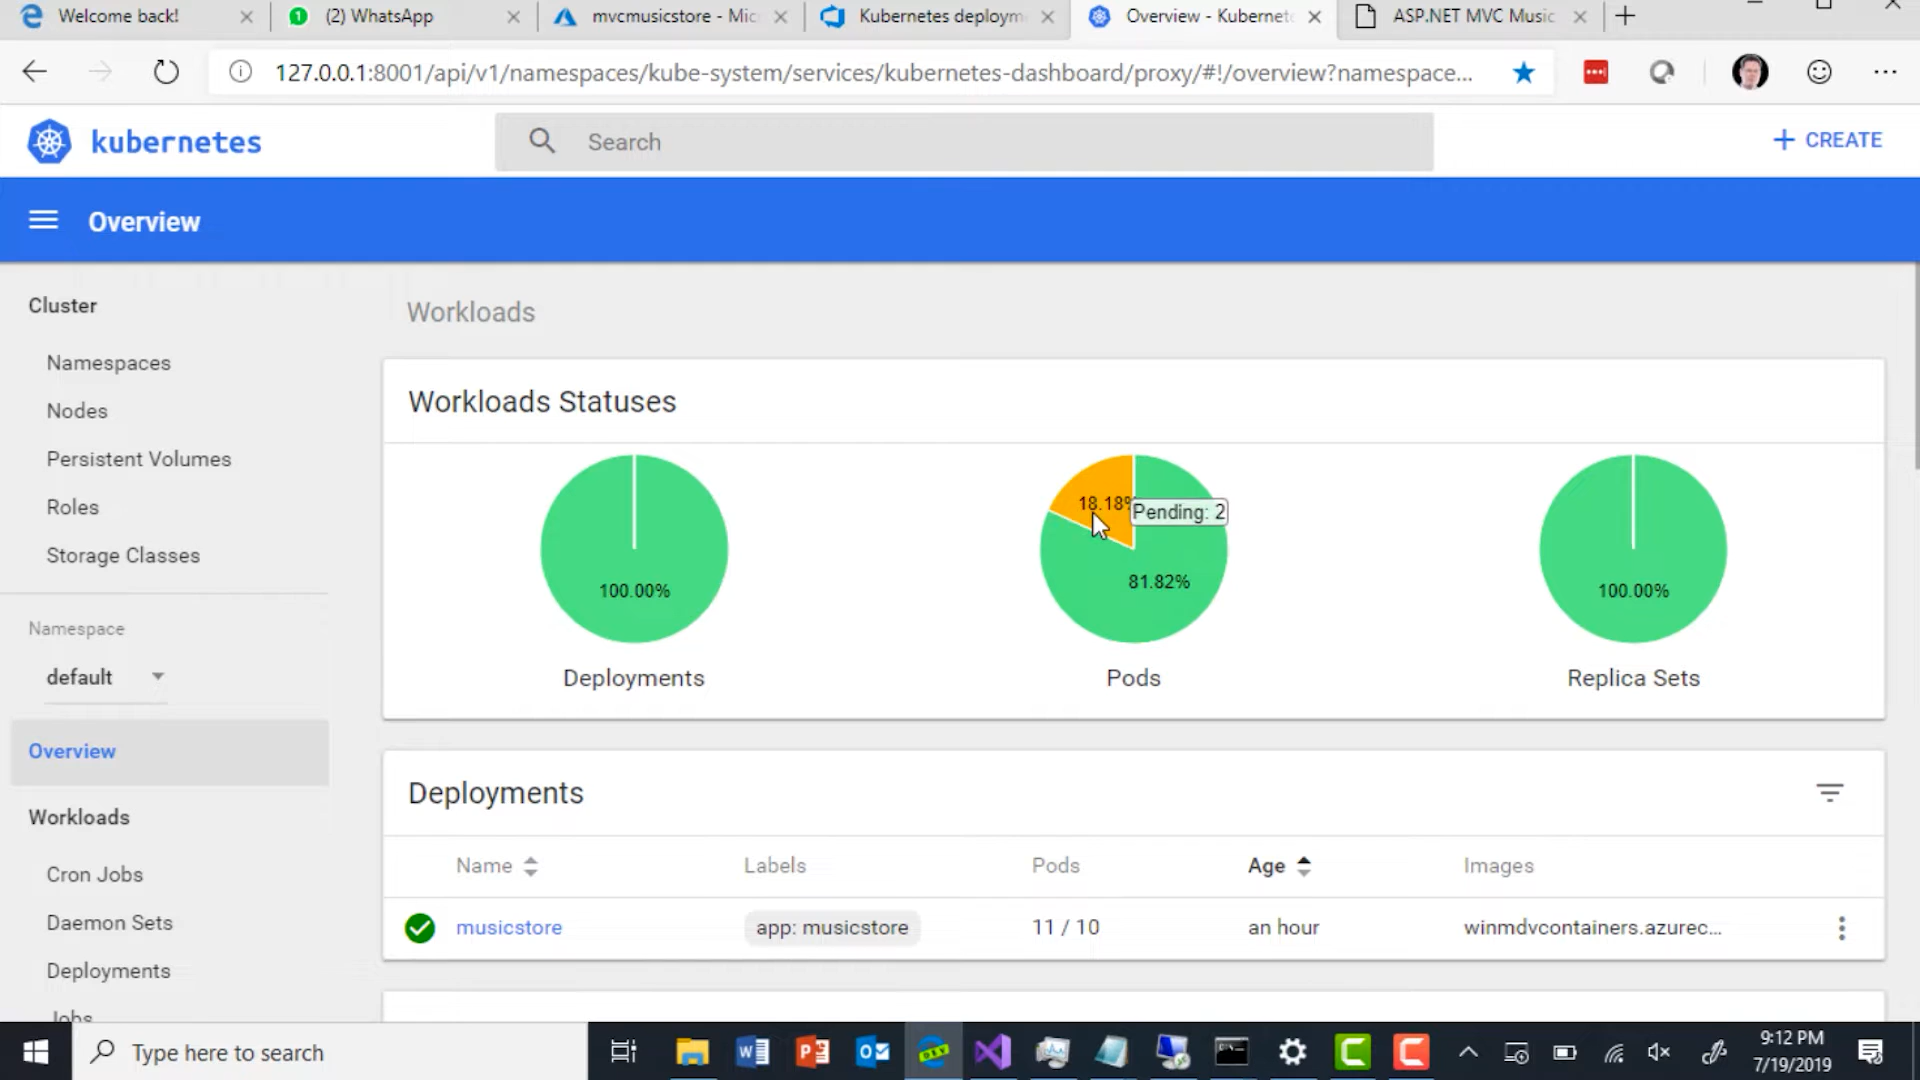 Welcome back!
(2) WhatsApp
mvcmusicstore - Mic
Kubernetes deploym
Overview - Kubernet
ASP.NET MVC Music
127.0.0.1:8001/api/v1/namespaces/kube-system/services/kubernetes-dashboard/proxy/#!/overview?namespace...
kubernetes
Search
+ CREATE
Overview
Cluster
Namespaces
Nodes
Persistent Volumes
Roles
Storage Classes
Namespace
default
Overview
Workloads
Cron Jobs
Daemon Sets
Deployments
Jobs
Workloads
Workloads Statuses
100.00%
18.18%
Pending: 2
81.82%
100.00%
Deployments
Pods
Replica Sets
Deployments
Name Labels Pods Age Images
musicstore app: musicstore 11 / 10 an hour winmdvcontainers.azurec...
Type here to search
9:12 PM
7/19/2019